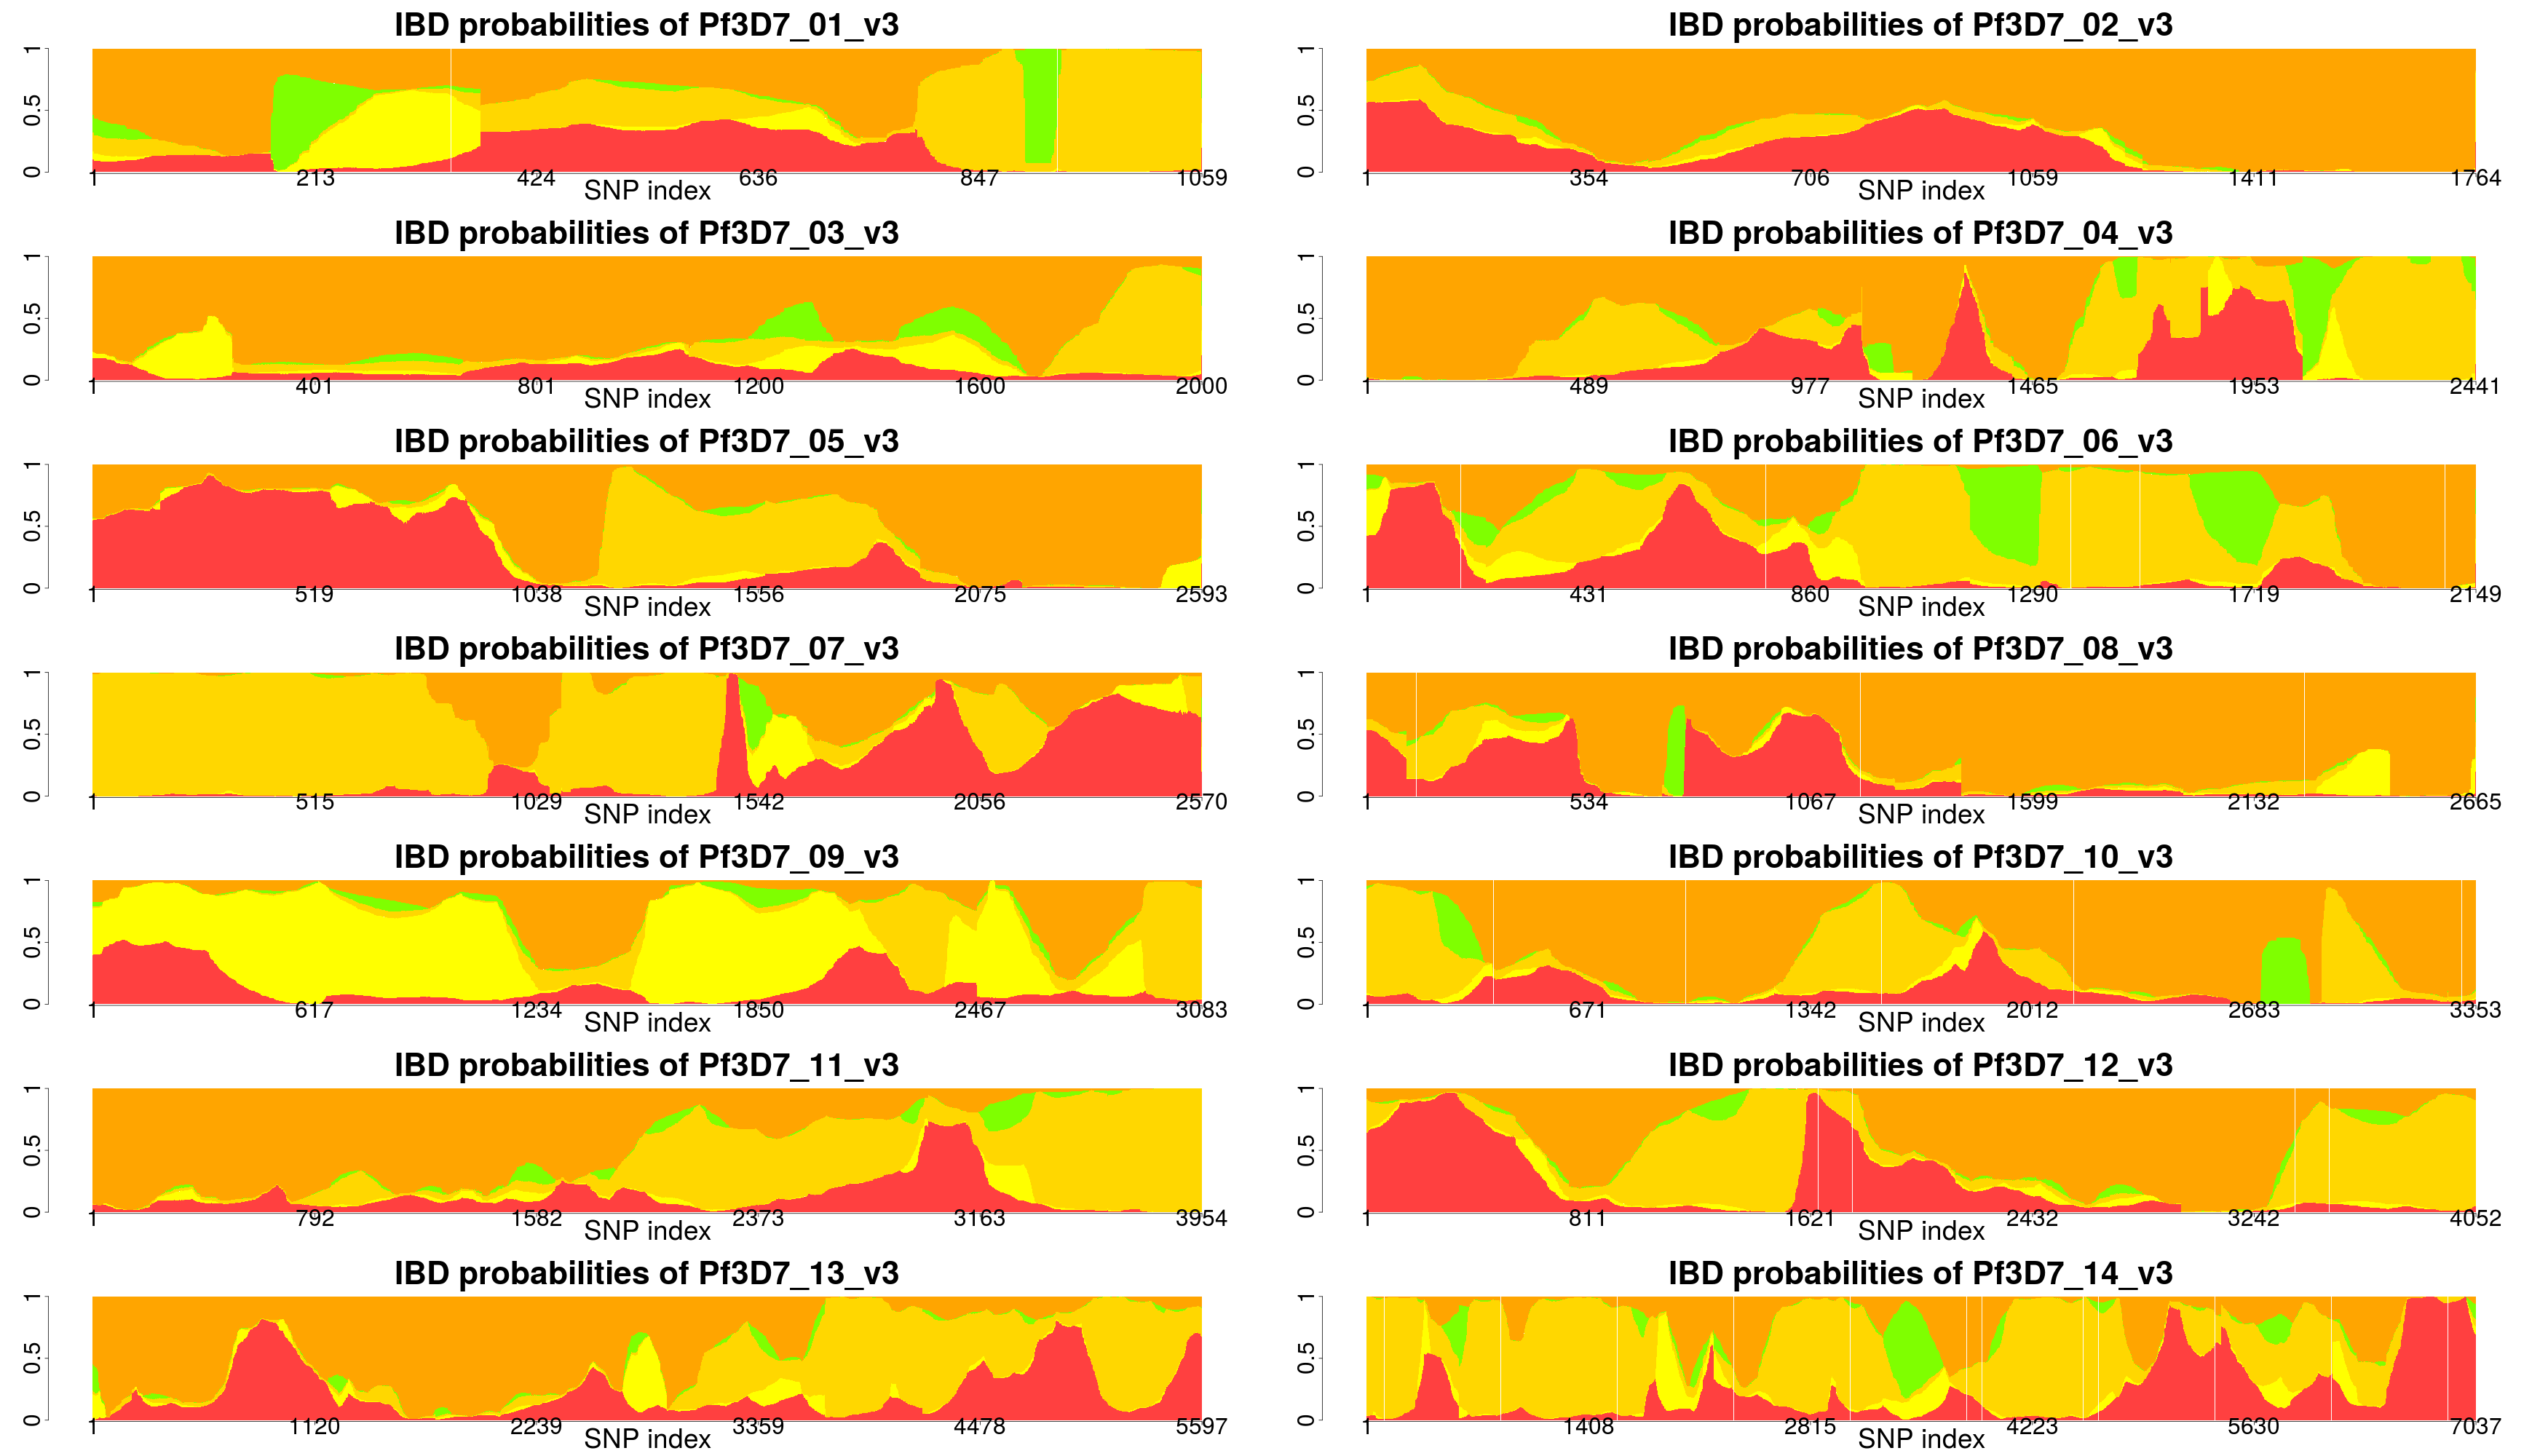 IBD probabilities of Pf3D7_01_v3
0 0.5 1
1 213 424 636 847 1059
SNP index
IBD probabilities of Pf3D7_02_v3
0 0.5 1
1 354 706 1059 1411 1764
SNP index
IBD probabilities of Pf3D7_03_v3
0 0.5 1
1 401 801 1200 1600 2000
SNP index
IBD probabilities of Pf3D7_04_v3
0 0.5 1
1 489 977 1465 1953 2441
SNP index
IBD probabilities of Pf3D7_05_v3
0 0.5 1
1 519 1038 1556 2075 2593
SNP index
IBD probabilities of Pf3D7_06_v3
0 0.5 1
1 431 860 1290 1719 2149
SNP index
IBD probabilities of Pf3D7_07_v3
0 0.5 1
1 515 1029 1542 2056 2570
SNP index
IBD probabilities of Pf3D7_08_v3
0 0.5 1
1 534 1067 1599 2132 2665
SNP index
IBD probabilities of Pf3D7_09_v3
0 0.5 1
1 617 1234 1850 2467 3083
SNP index
IBD probabilities of Pf3D7_10_v3
0 0.5 1
1 671 1342 2012 2683 3353
SNP index
IBD probabilities of Pf3D7_11_v3
0 0.5 1
1 792 1582 2373 3163 3954
SNP index
IBD probabilities of Pf3D7_12_v3
0 0.5 1
1 811 1621 2432 3242 4052
SNP index
IBD probabilities of Pf3D7_13_v3
0 0.5 1
1 1120 2239 3359 4478 5597
SNP index
IBD probabilities of Pf3D7_14_v3
0 0.5 1
1 1408 2815 4223 5630 7037
SNP index